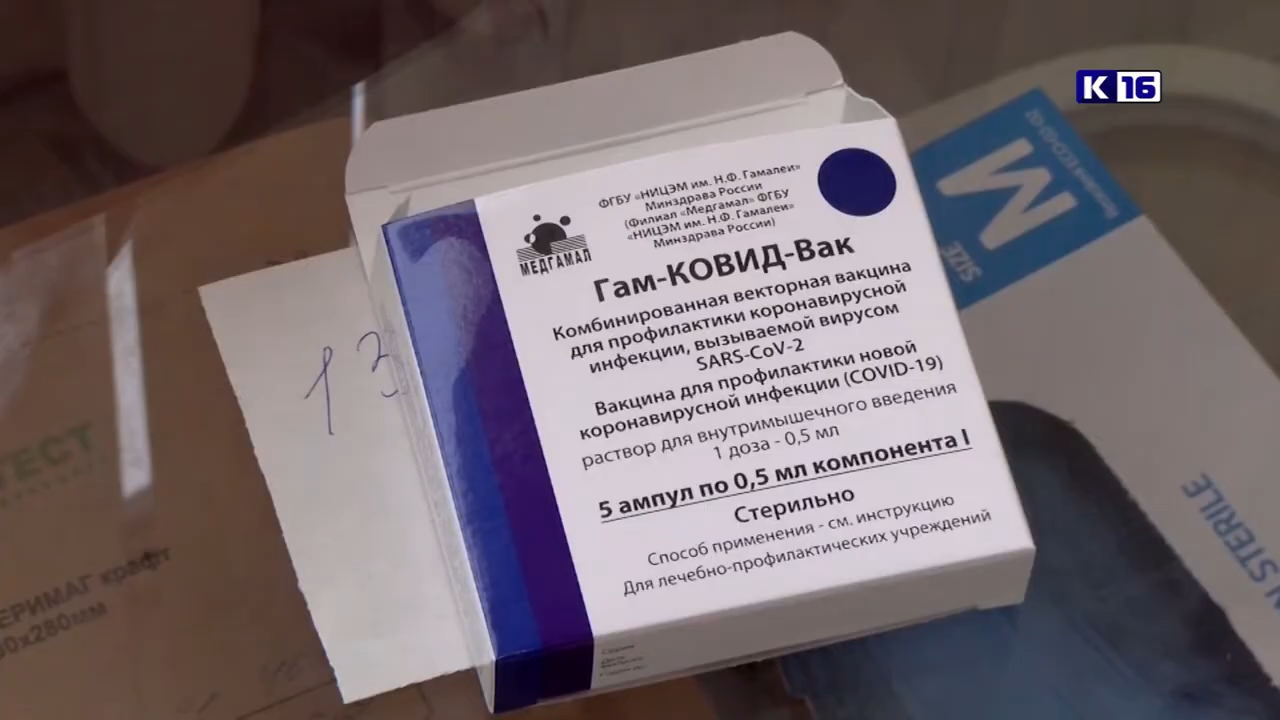 К 16
ФГБУ «НИЦЭМ им. Н.Ф. Гамалеи»
Минздрава России
(Филиал «Медгамал» ФГБУ
«НИЦЭМ им. Н.Ф. Гамалеи»
Минздрава России)
МЕДГАМАЛ
Гам-КОВИД-Вак
Комбинированная векторная вакцина
для профилактики коронавирусной
инфекции, вызываемой вирусом
SARS-CoV-2
Вакцина для профилактики новой
коронавирусной инфекции (COVID-19)
раствор для внутримышечного введения
1 доза - 0,5 мл
5 ампул по 0,5 мл компонента I
Стерильно
Способ применения - см. инструкцию
Для лечебно-профилактических учреждений
Серия
13
M
SIZE
STERILE
ТЕСТ
крафт
280мм